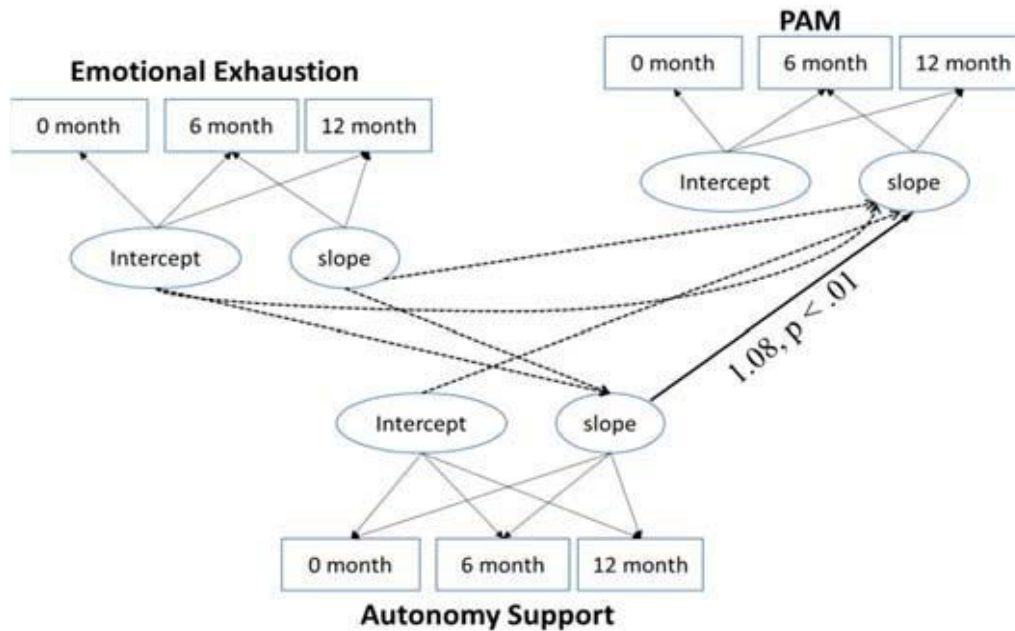 PAM
0 month
6 month
12 month
Intercept
slope
Emotional Exhaustion
0 month
6 month
12 month
Intercept
slope
1.08, p < .01
Intercept
slope
0 month
6 month
12 month
Autonomy Support